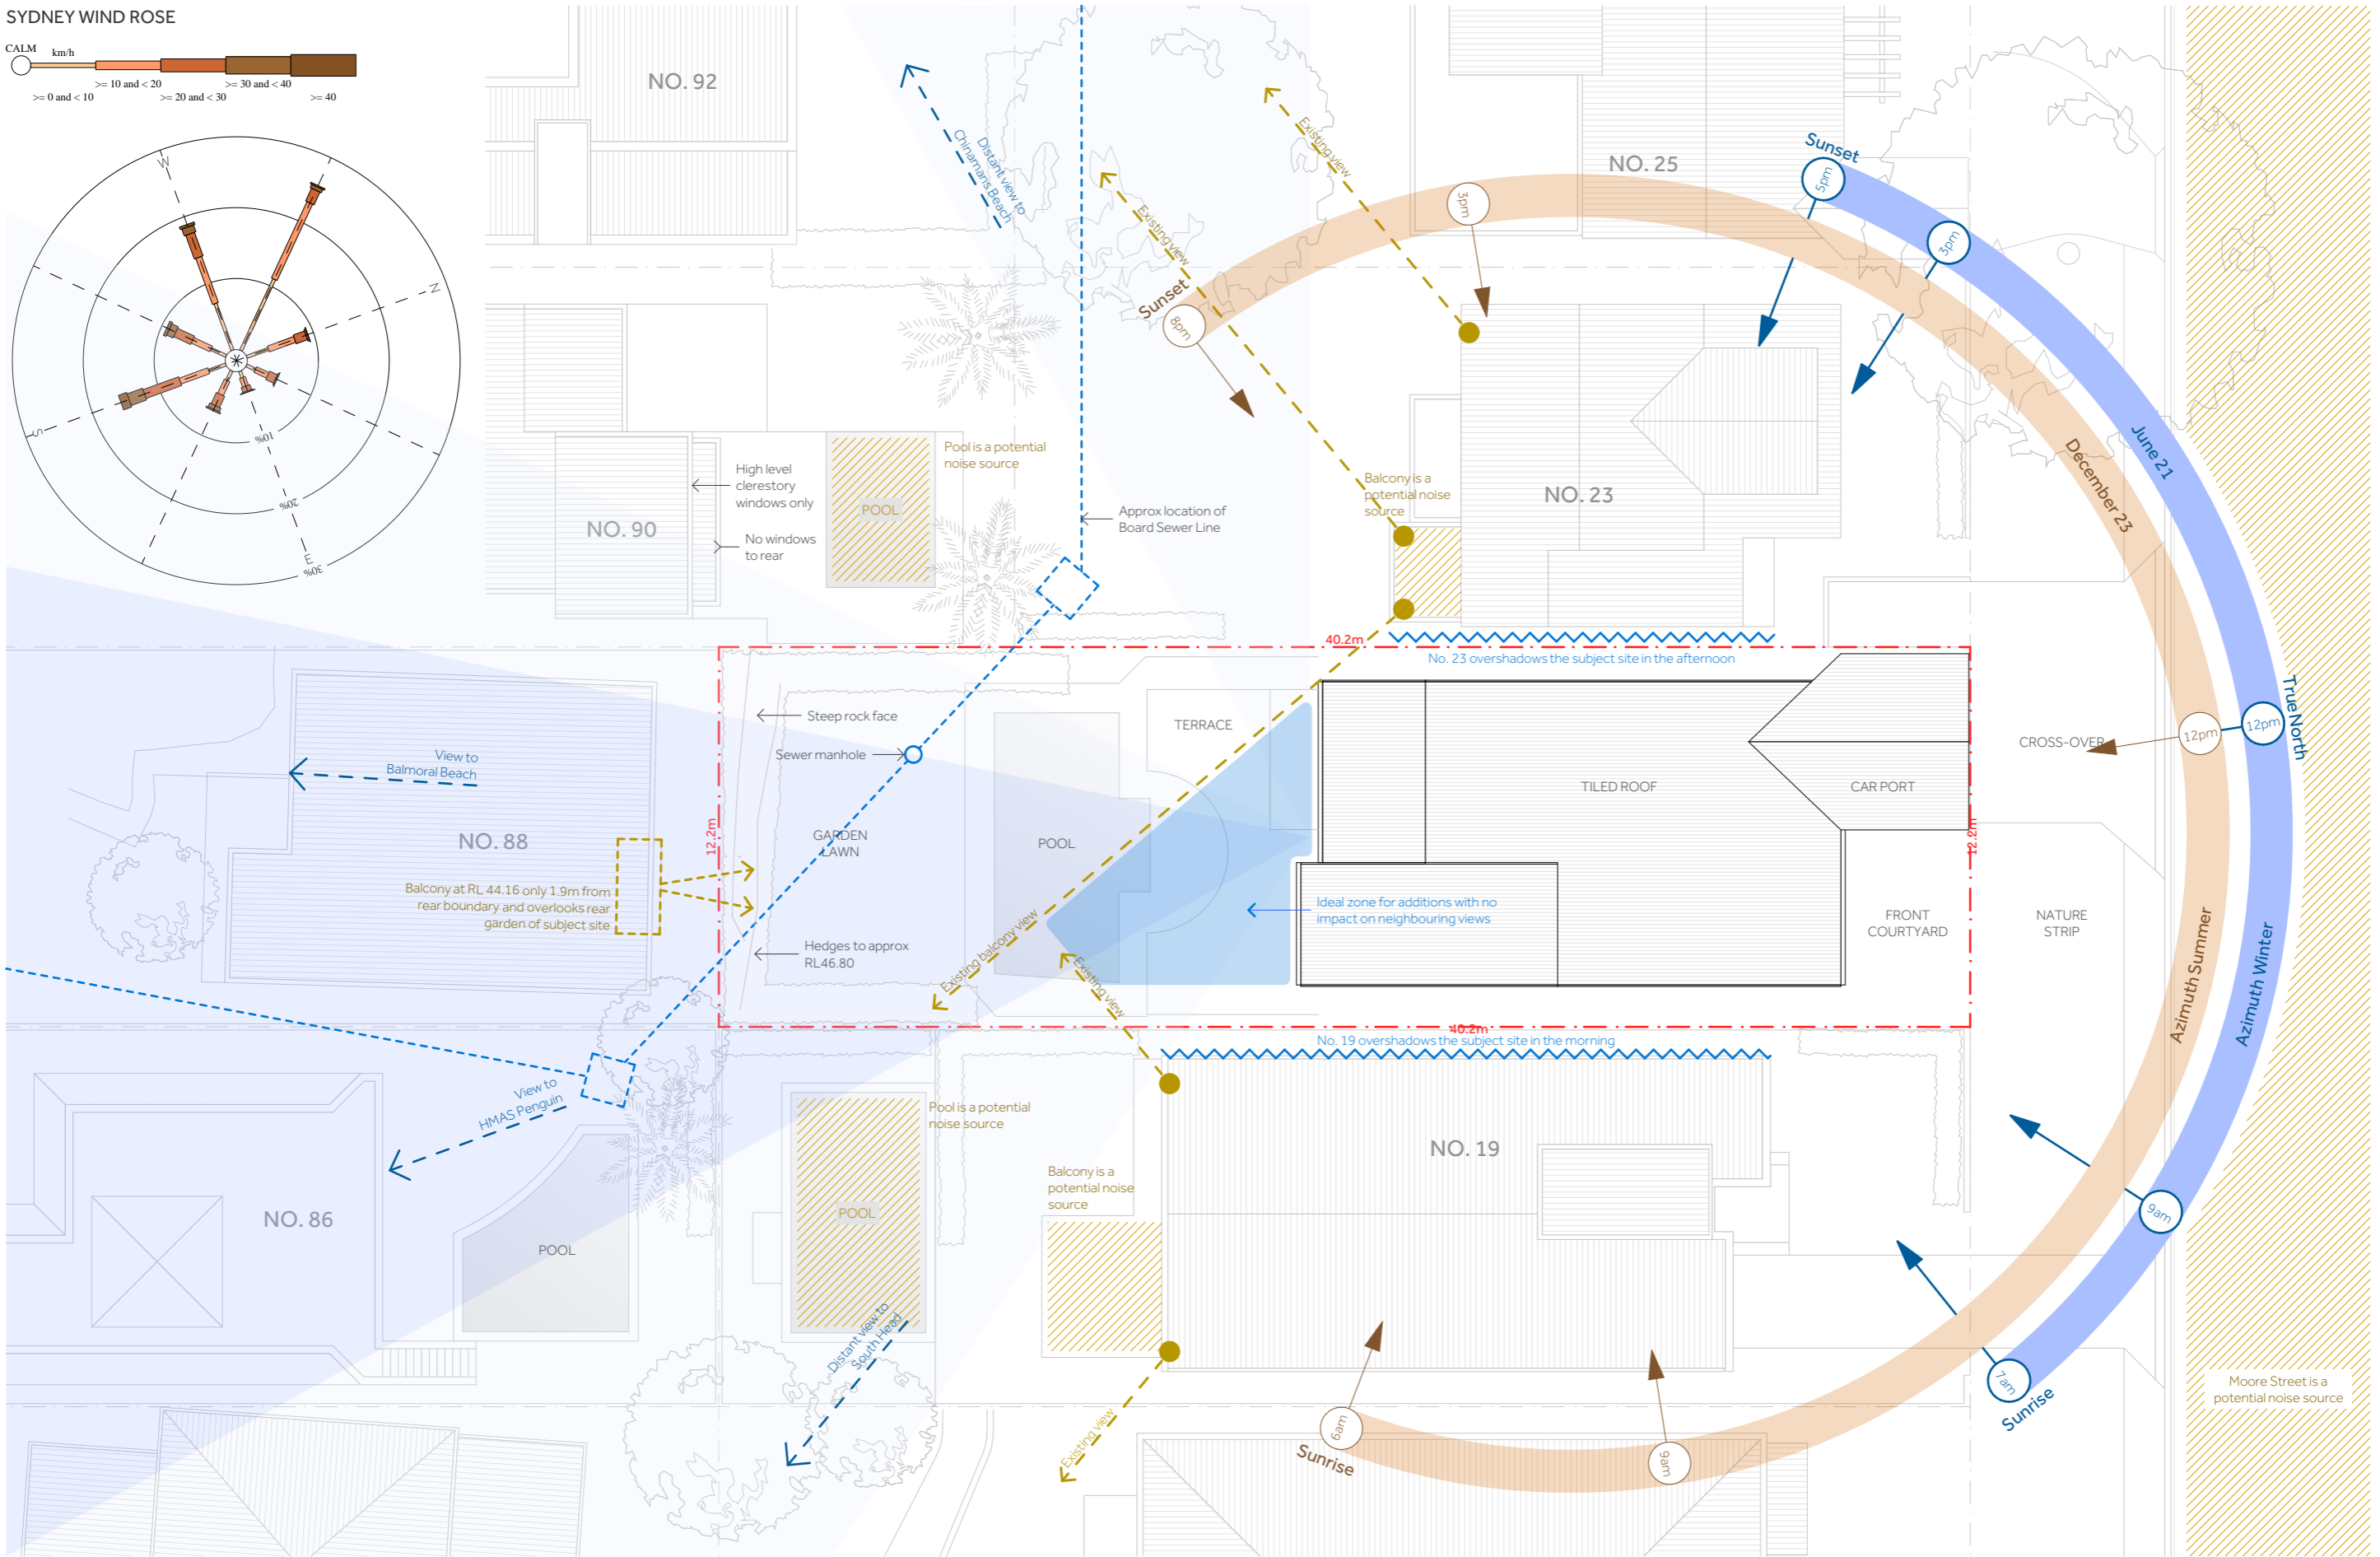 SYDNEY WIND ROSE
CALM
km/h
>= 10 and < 20
>= 30 and < 40
>= 0 and < 10
>= 20 and < 30
>= 40
W
N
S
E
10%
20%
30%
NO. 92
Distant view to
Chinamans Beach
Existing view
Existing view
NO. 25
Sunset
5pm
3pm
3pm
Sunset
8pm
June 21
December 23
NO. 90
High level
clerestory
windows only
No windows
to rear
POOL
Pool is a potential
noise source
Approx location of
Board Sewer Line
Balcony is a
potential noise
source
NO. 23
40.2m
No. 23 overshadows the subject site in the afternoon
Steep rock face
Sewer manhole
TERRACE
View to
Balmoral Beach
NO. 88
12.2m
GARDEN
LAWN
POOL
TILED ROOF
CAR PORT
12.2m
CROSS-OVER
12pm
12pm
True North
Balcony at RL 44.16 only 1.9m from
rear boundary and overlooks rear
garden of subject site
Hedges to approx
RL46.80
Existing balcony view
Existing view
Ideal zone for additions with no
impact on neighbouring views
FRONT
COURTYARD
NATURE
STRIP
Azimuth Summer
Azimuth Winter
40.2m
No. 19 overshadows the subject site in the morning
View to
HMAS Penguin
Pool is a potential
noise source
NO. 19
Balcony is a
potential noise
source
NO. 86
POOL
POOL
9am
Distant view to
South Head
Existing view
6am
Sunrise
9am
7am
Sunrise
Moore Street is a
potential noise source